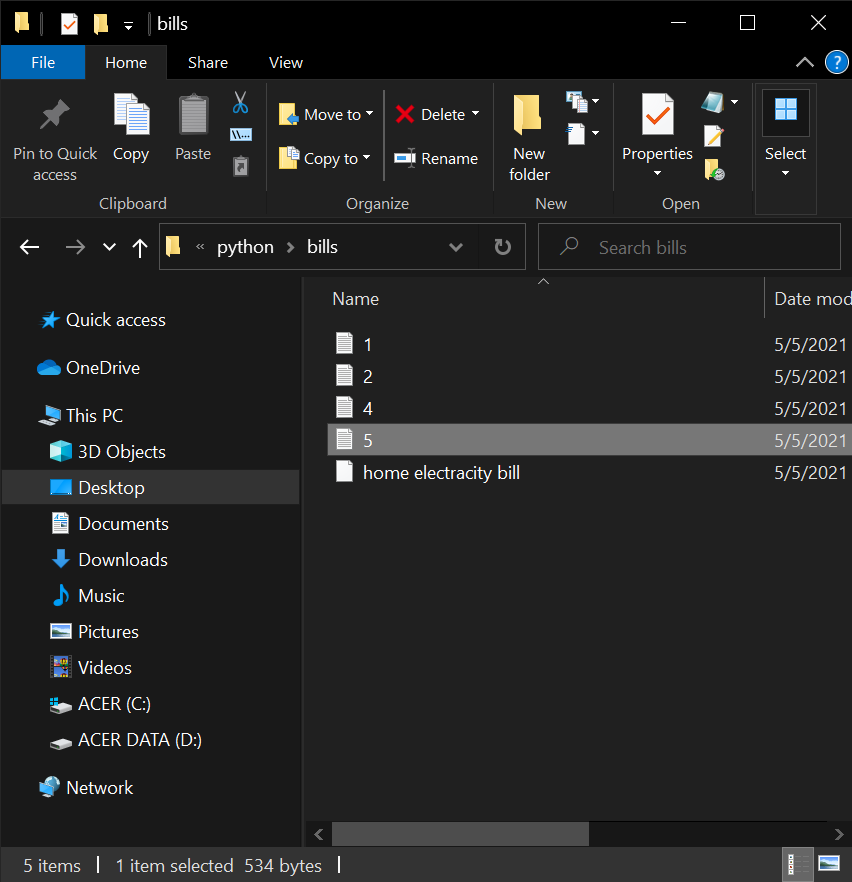 bills
File Home Share View
?
Pin to Quick access
Copy
Paste
Move to
Copy to
Delete
Rename
New folder
Properties
Select
Clipboard Organize New Open
« python > bills
Search bills
Name Date mod
Quick access
OneDrive
This PC
3D Objects
Desktop
Documents
Downloads
Music
Pictures
Videos
ACER (C:)
ACER DATA (D:)
Network
1 5/5/2021
2 5/5/2021
4 5/5/2021
5 5/5/2021
home electracity bill 5/5/2021
5 items 1 item selected 534 bytes